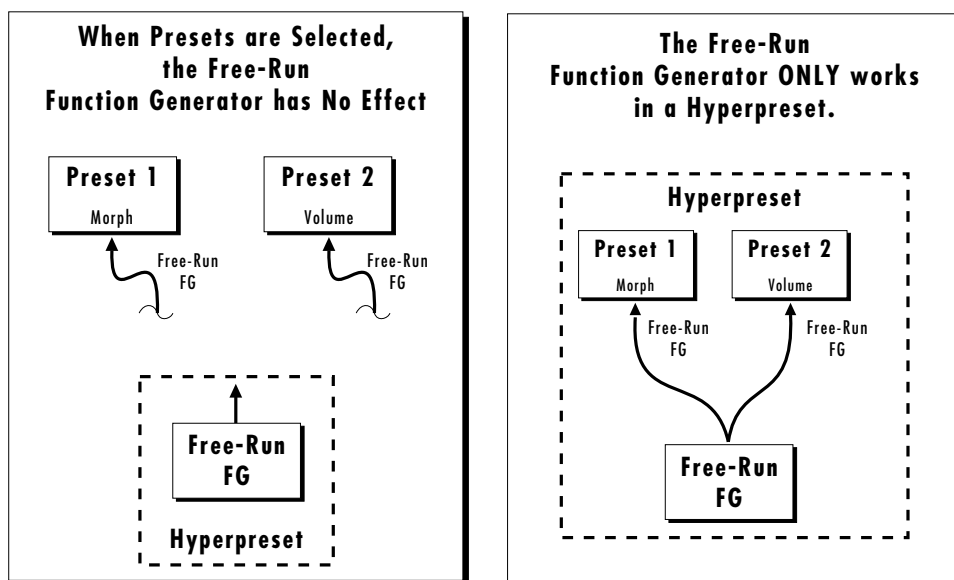 When Presets are Selected,
the Free-Run
Function Generator has No Effect
Preset 1
Morph
Free-Run
FG
Preset 2
Volume
Free-Run
FG
Free-Run
FG
Hyperpreset
The Free-Run
Function Generator ONLY works
in a Hyperpreset.
Hyperpreset
Preset 1
Morph
Free-Run
FG
Preset 2
Volume
Free-Run
FG
Free-Run
FG